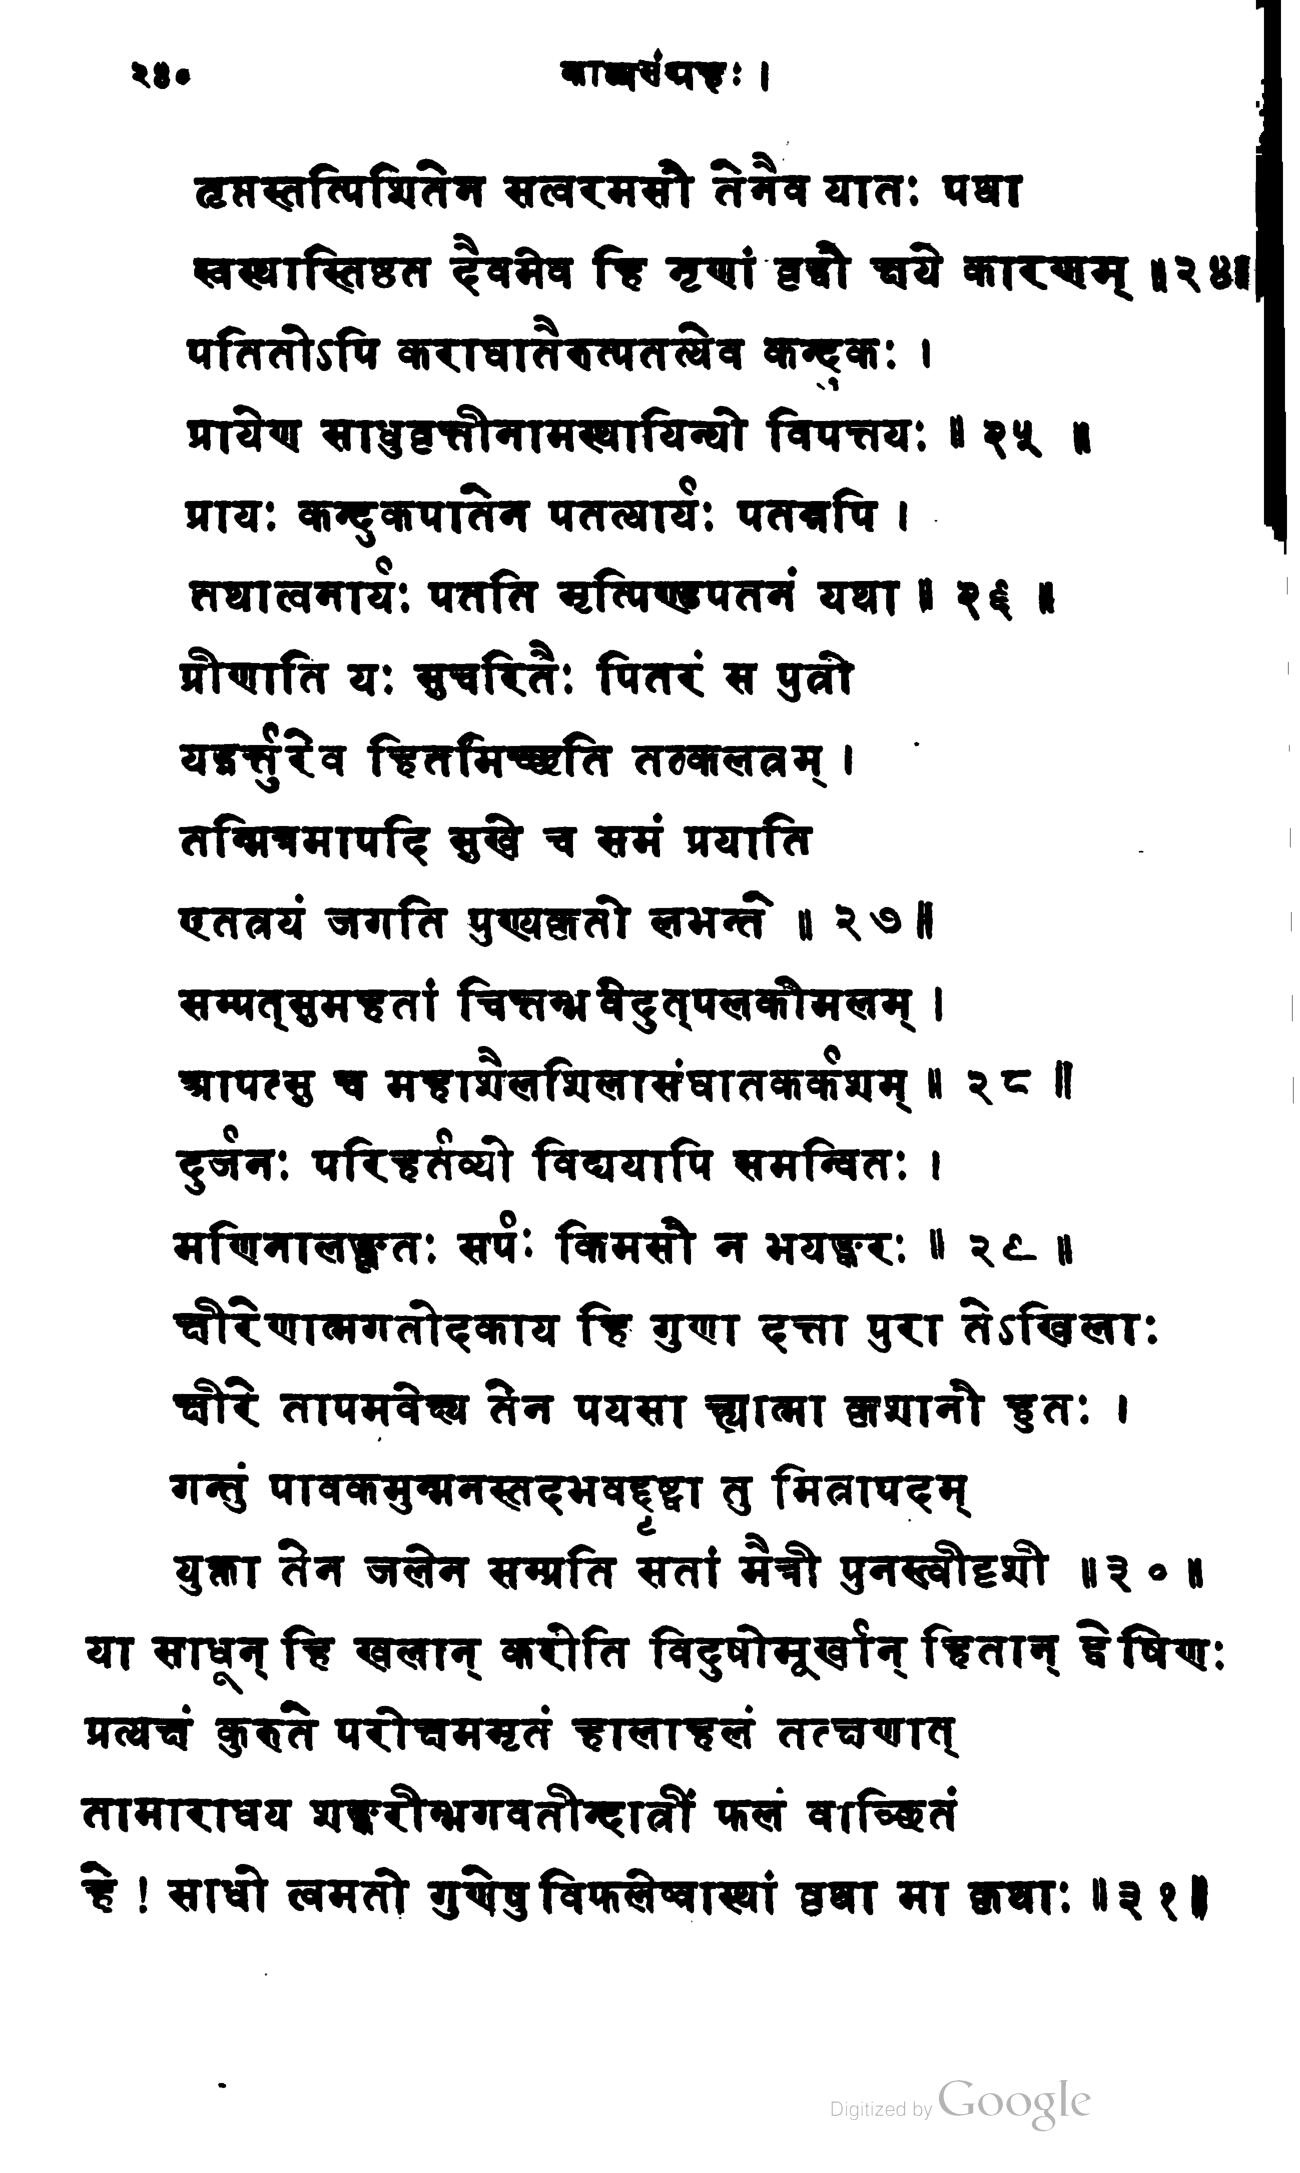 २४० काव्यसंग्रहः ।
तृप्तस्तत्पिशितेन सत्वरमसौ तेनैव यातः पथा
स्वस्थास्तिष्ठत दैवमेव हि नृणां वृद्धौ क्षये कारणम् ॥२४॥
पतितोऽपि कराघातैरुत्पतत्येव कन्दुकः ।
प्रायेण साधुवृत्तीनामस्थायिन्यो विपत्तयः ॥ २५ ॥
प्रायः कन्दुकपातेन पतत्यार्यः पतन्नपि ।
तथात्वनार्यः पतति मृत्पिण्डपतनं यथा ॥ २६ ॥
प्रीणाति यः सुचरितैः पितरं स पुत्रो
यद्भर्त्तुरेव हितमिच्छति तत्कलत्रम् ।
तन्मित्रमापदि सुखे च समं प्रयाति
एतत्त्रयं जगति पुण्यकृतो लभन्ते ॥ २७॥
सम्पत्सुमहतां चित्तम्भवेदुत्पलकोमलम् ।
आपत्सु च महाशैलशिलासंघातकर्कशम् ॥ २८ ॥
दुर्जनः परिहर्तव्यो विद्ययापि समन्वितः ।
मणिनालङ्कृतः सर्पः किमसौ न भयङ्करः ॥ २९ ॥
क्षीरेणात्मगतोदकाय हि गुणा दत्ता पुरा तेऽखिलाः
क्षीरे तापमवेक्ष्य तेन पयसा ह्यात्मा कृशानौ हुतः ।
गन्तुं पावकमुन्मनस्तदभवद्दृष्ट्वा तु मित्रापदम्
युक्ता तेन जलेन सम्प्रति सतां मैत्री पुनस्त्वीदृशी ॥३०॥
या साधून् हि खलान् करोति विदुषोमूर्खान् हितान् द्वेषिणः
प्रत्यक्षं कुरुते परोक्षममृतं हालाहलं तत्क्षणात्
तामाराधय शङ्करीम्भगवतीन्दात्रीं फलं वाञ्छितं
हे ! साधो त्वमतो गुणेषु विफलेष्वास्थां वृथा मा कृथाः ॥३१॥
Digitized by Google